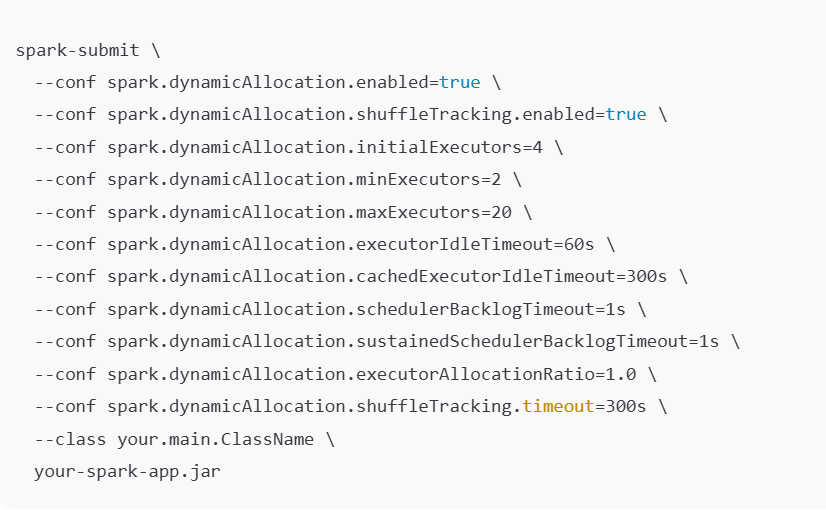 spark-submit \
--conf spark.dynamicAllocation.enabled=true \
--conf spark.dynamicAllocation.shuffleTracking.enabled=true \
--conf spark.dynamicAllocation.initialExecutors=4 \
--conf spark.dynamicAllocation.minExecutors=2 \
--conf spark.dynamicAllocation.maxExecutors=20 \
--conf spark.dynamicAllocation.executorIdleTimeout=60s \
--conf spark.dynamicAllocation.cachedExecutorIdleTimeout=300s \
--conf spark.dynamicAllocation.schedulerBacklogTimeout=1s \
--conf spark.dynamicAllocation.sustainedSchedulerBacklogTimeout=1s \
--conf spark.dynamicAllocation.executorAllocationRatio=1.0 \
--conf spark.dynamicAllocation.shuffleTracking.timeout=300s \
--class your.main.ClassName \
your-spark-app.jar